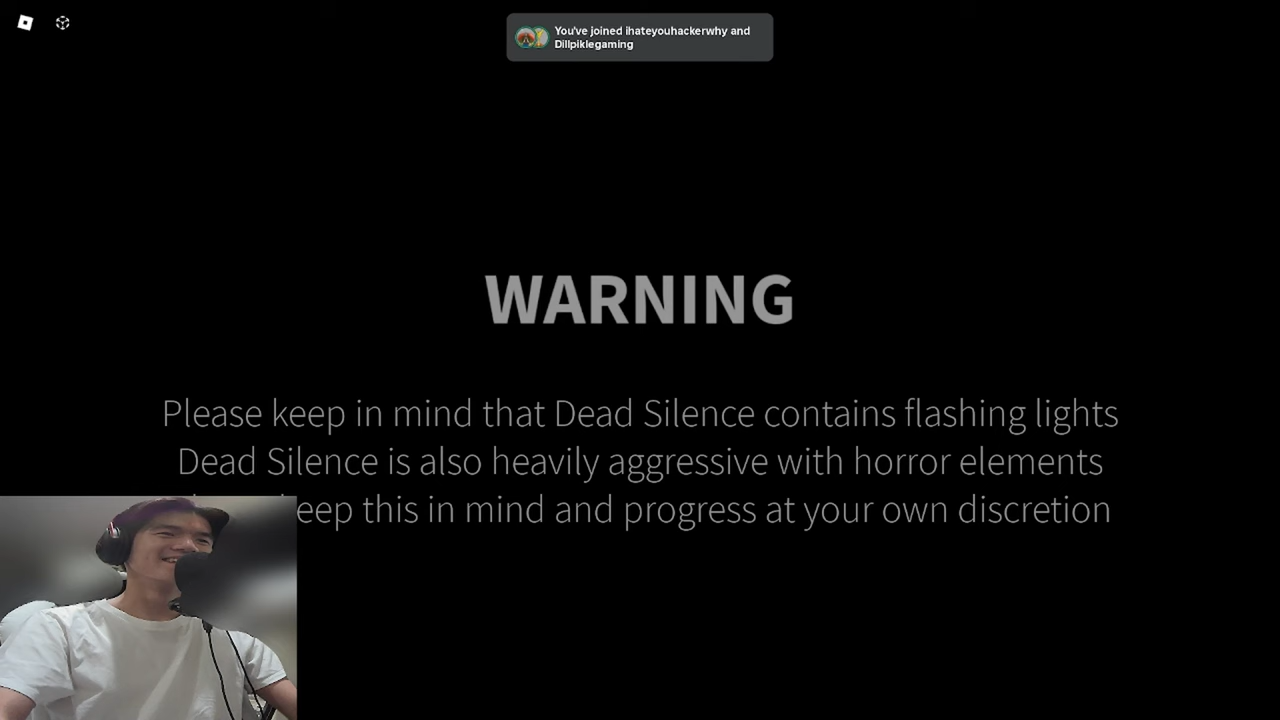 You've joined ihateyouhackerwhy and
Dillpiklegaming
WARNING
Please keep in mind that Dead Silence contains flashing lights
Dead Silence is also heavily aggressive with horror elements
eep this in mind and progress at your own discretion